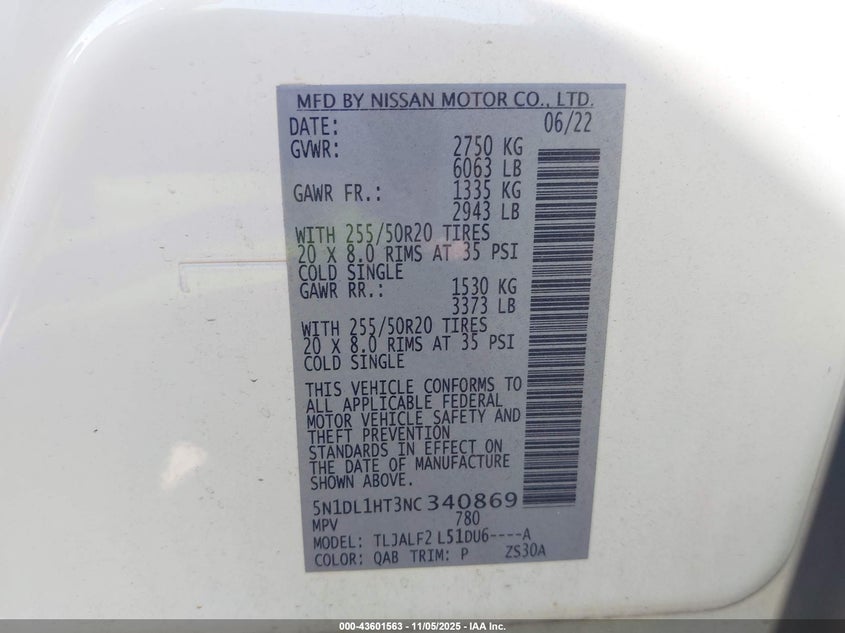 MFD BY NISSAN MOTOR CO., LTD.
DATE: 06/22
GVWR: 2750 KG
6063 LB
GAWR FR.: 1335 KG
2943 LB
WITH 255/50R20 TIRES
20 X 8.0 RIMS AT 35 PSI
COLD SINGLE
GAWR RR.: 1530 KG
3373 LB
WITH 255/50R20 TIRES
20 X 8.0 RIMS AT 35 PSI
COLD SINGLE
THIS VEHICLE CONFORMS TO
ALL APPLICABLE FEDERAL
MOTOR VEHICLE SAFETY AND
THEFT PREVENTION
STANDARDS IN EFFECT ON
THE DATE OF MANUFACTURE
SHOWN ABOVE.
5N1DL1HT3NC340869
MPV 780
MODEL: TLJALF2 L51DU6----A
COLOR: QAB TRIM: P ZS30A
000-43601563 - 11/05/2025 - IAA Inc.